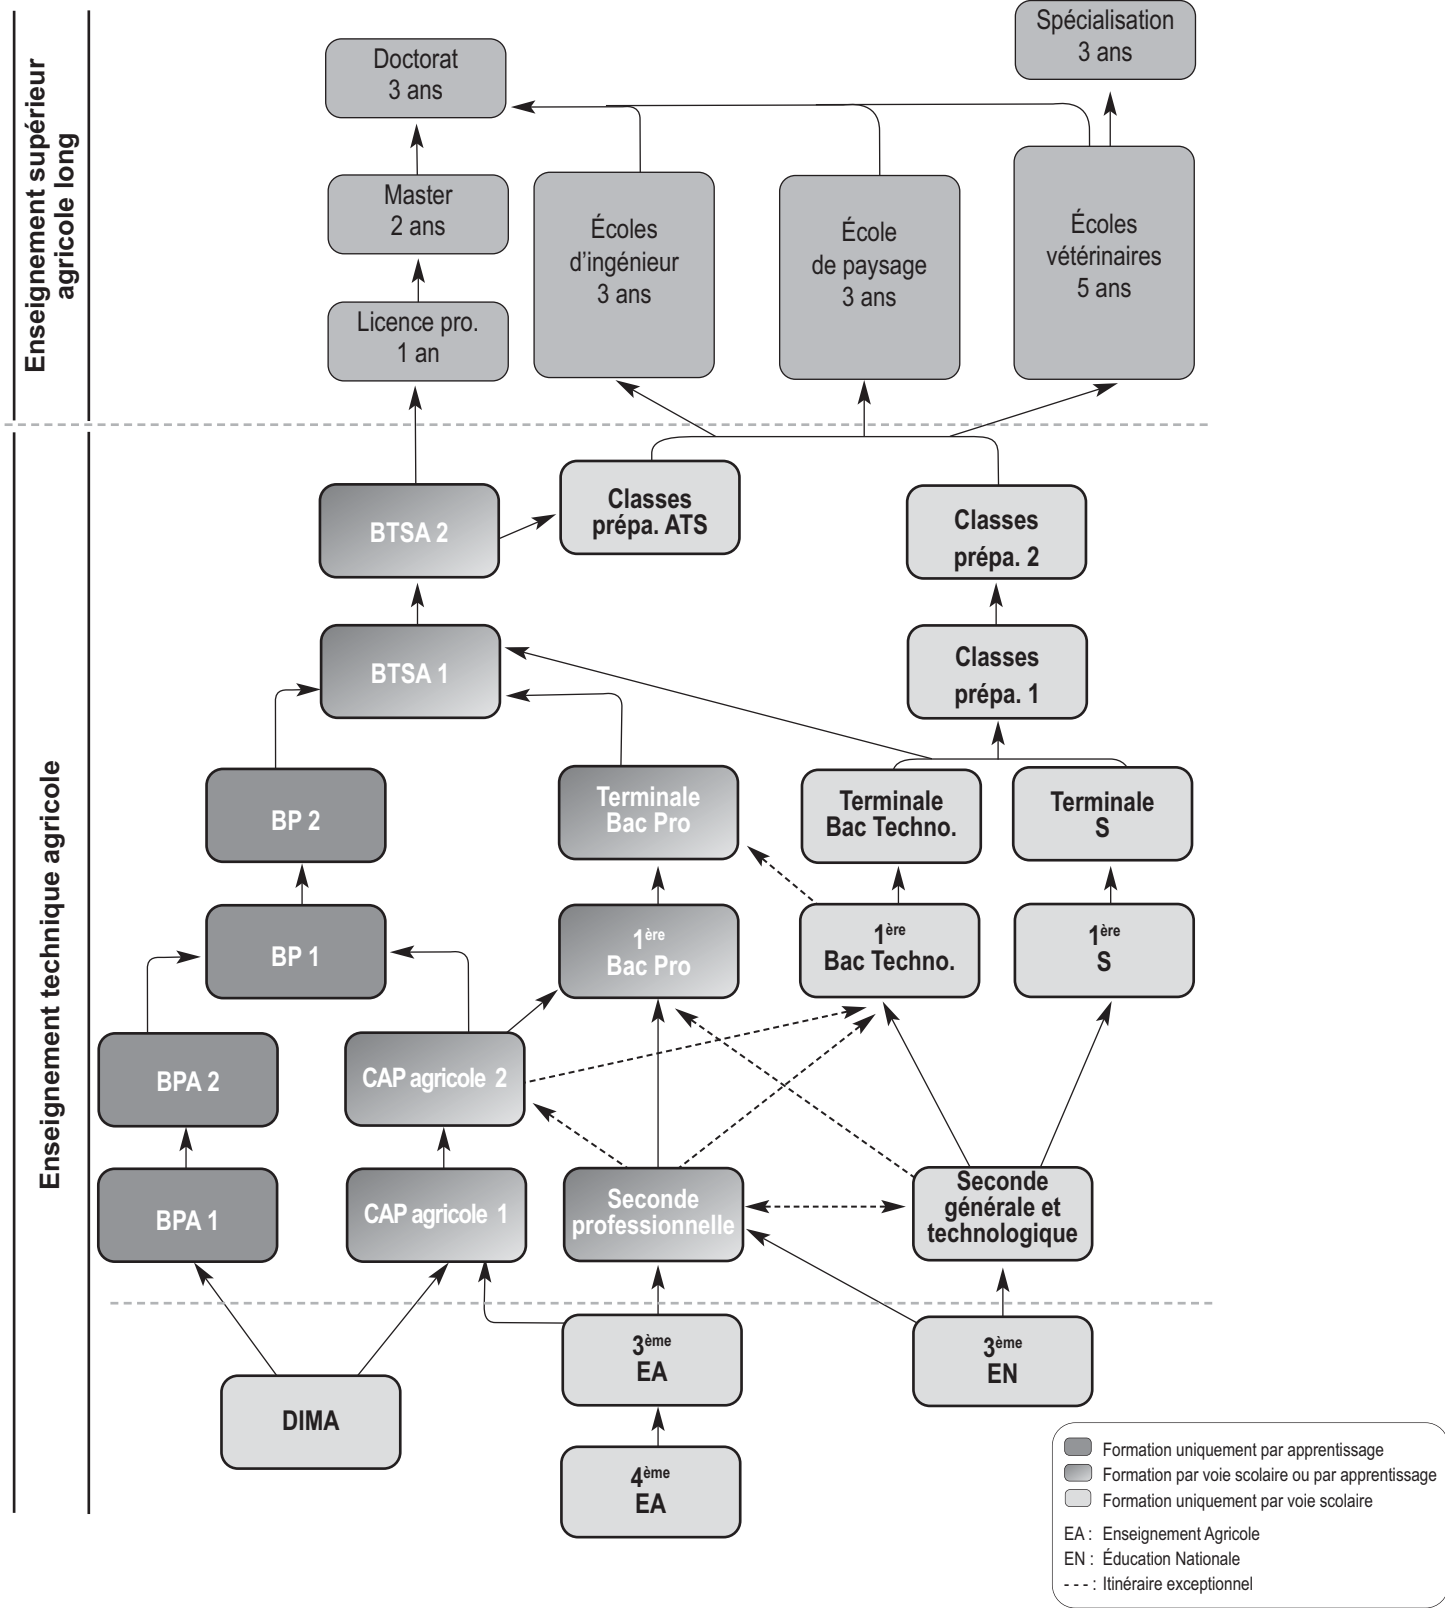 Enseignement supérieur
agricole long
Spécialisation
3 ans
Doctorat
3 ans
Master
2 ans
Licence pro.
1 an
Écoles
d'ingénieur
3 ans
École
de paysage
3 ans
Écoles
vétérinaires
5 ans
Enseignement technique agricole
BTSA 2
Classes
prépa. ATS
Classes
prépa. 2
BTSA 1
Classes
prépa. 1
BP 2
Terminale
Bac Pro
Terminale
Bac Techno.
Terminale
S
BP 1
1ère
Bac Pro
1ère
Bac Techno.
1ère
S
BPA 2
CAP agricole 2
BPA 1
CAP agricole 1
Seconde
professionnelle
Seconde
générale et
technologique
DIMA
3ème
EA
3ème
EN
4ème
EA
Formation uniquement par apprentissage
Formation par voie scolaire ou par apprentissage
Formation uniquement par voie scolaire
EA : Enseignement Agricole
EN : Éducation Nationale
- - - : Itinéraire exceptionnel